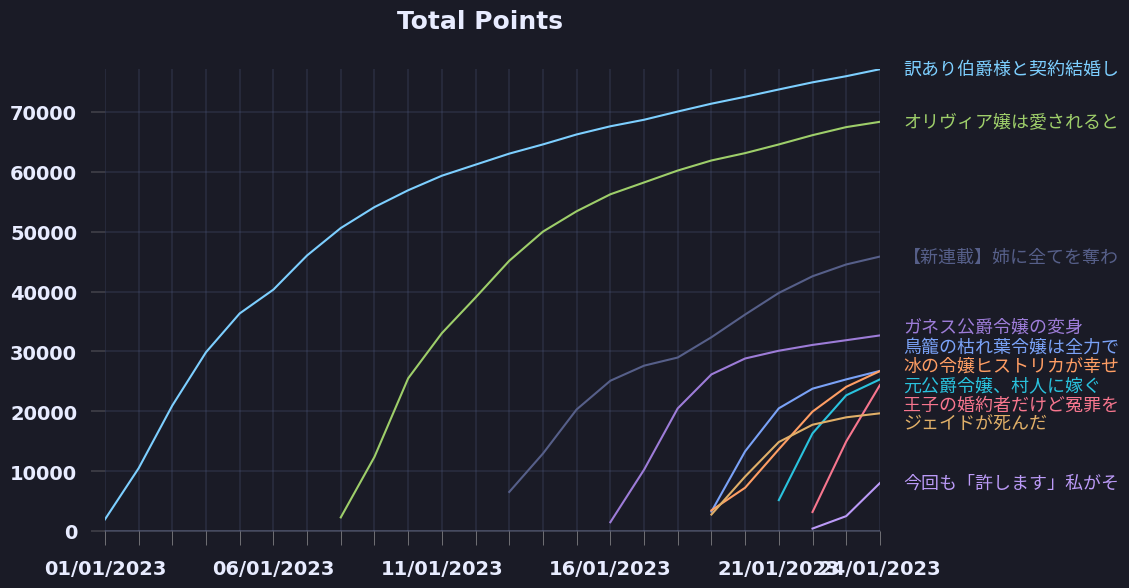 Total Points
訳あり伯爵様と契約結婚し
オリヴィア嬢は愛されると
【新連載】姉に全てを奪わ
ガネス公爵令嬢の変身
鳥籠の枯れ葉令嬢は全力で
冰の令嬢ヒストリカが幸せ
元公爵令嬢、村人に嫁ぐ
王子の婚約者だけど冤罪を
ジェイドが死んだ
今回も「許します」私がそ
70000
60000
50000
40000
30000
20000
10000
0
01/01/2023 06/01/2023 11/01/2023 16/01/2023 21/01/2023 24/01/2023